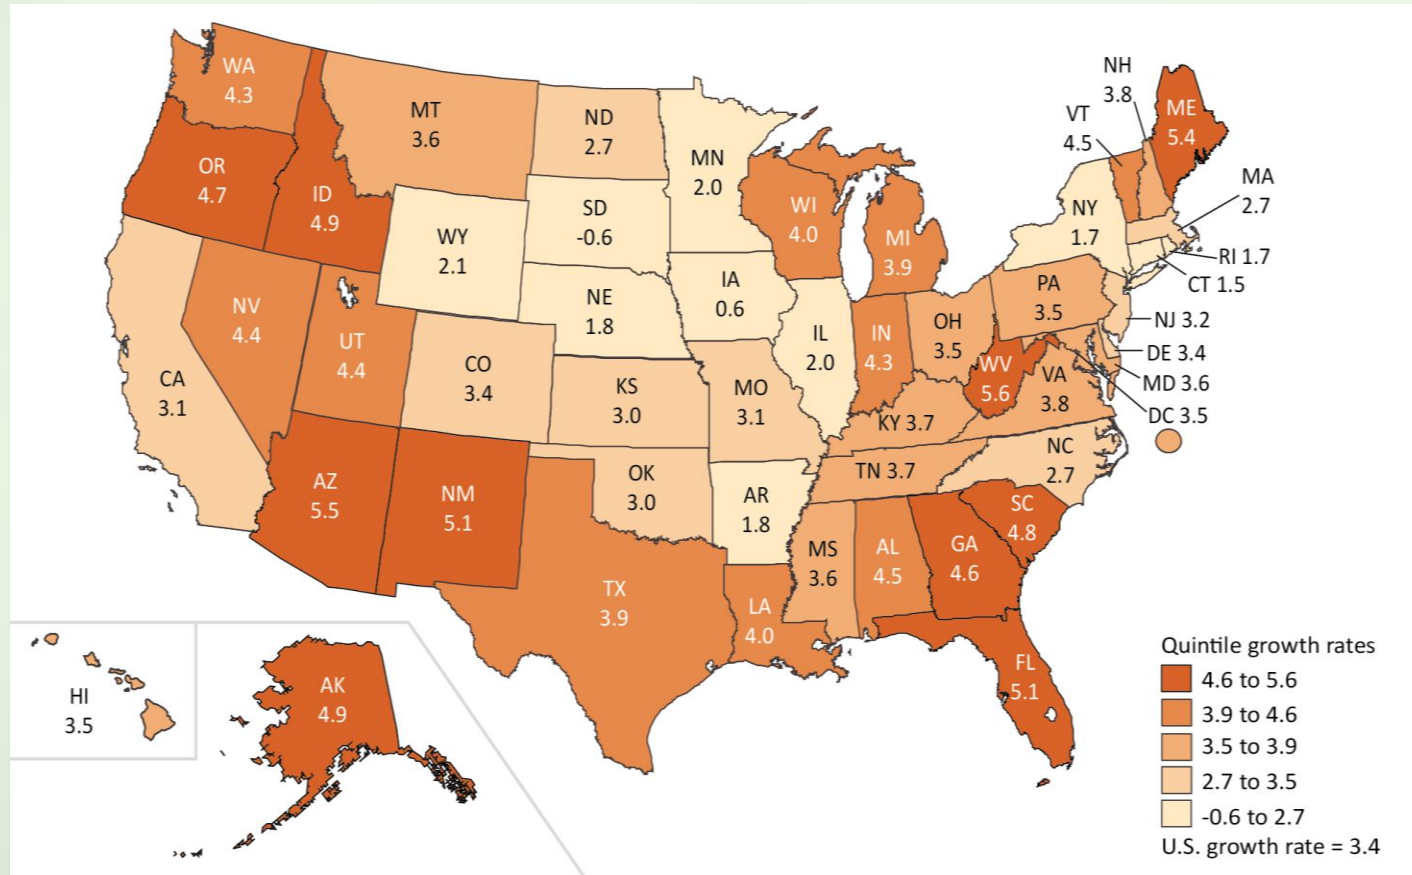 WA
4.3
OR
4.7
ID
4.9
MT
3.6
ND
2.7
MN
2.0
SD
-0.6
WY
2.1
NE
1.8
IA
0.6
WI
4.0
MI
3.9
NV
4.4
UT
4.4
CA
3.1
CO
3.4
KS
3.0
MO
3.1
IL
2.0
IN
4.3
OH
3.5
PA
3.5
NY
1.7
VT
4.5
NH
3.8
ME
5.4
MA
2.7
RI 1.7
CT 1.5
NJ 3.2
DE 3.4
MD 3.6
DC 3.5
WV
5.6
VA
3.8
KY 3.7
TN 3.7
NC
2.7
SC
4.8
AZ
5.5
NM
5.1
OK
3.0
AR
1.8
TX
3.9
LA
4.0
MS
3.6
AL
4.5
GA
4.6
FL
5.1
HI
3.5
AK
4.9
Quintile growth rates
4.6 to 5.6
3.9 to 4.6
3.5 to 3.9
2.7 to 3.5
-0.6 to 2.7
U.S. growth rate = 3.4